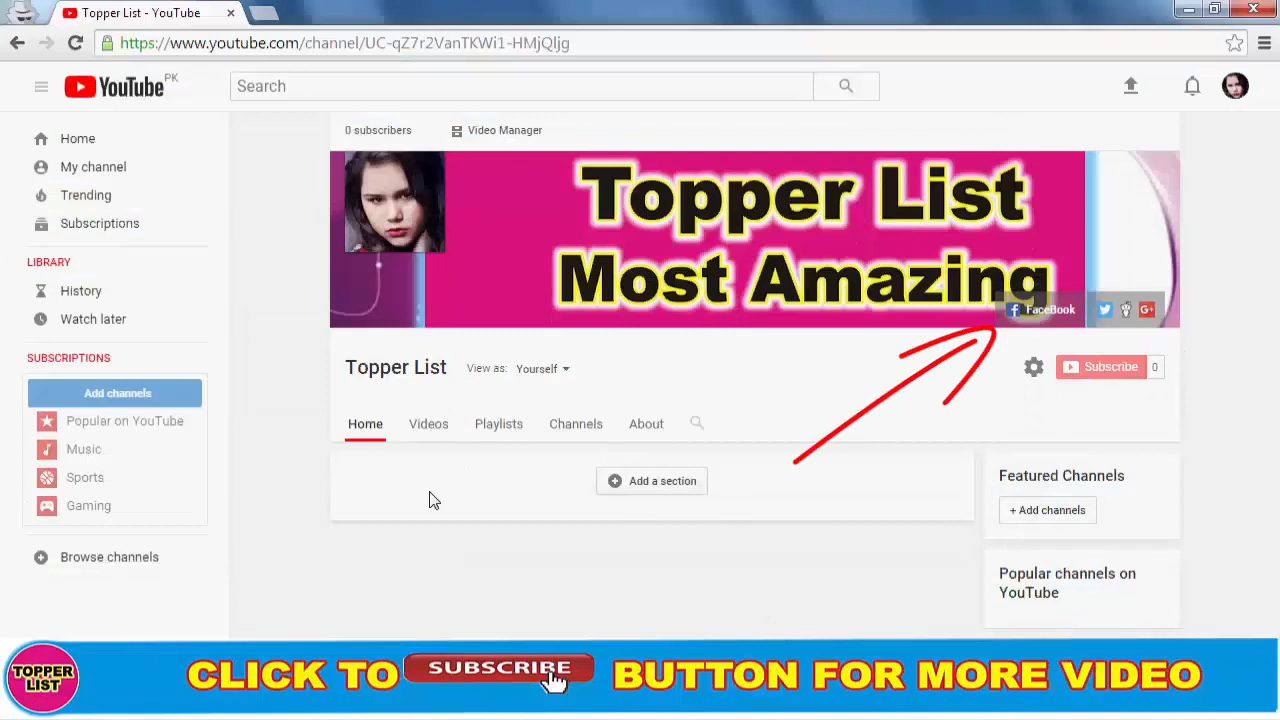 Topper List - YouTube
https://www.youtube.com/channel/UC-qZ7r2VanTKWi1-HMjQljg
YouTube PK
Search
Home
My channel
Trending
Subscriptions
LIBRARY
History
Watch later
SUBSCRIPTIONS
Add channels
Popular on YouTube
Music
Sports
Gaming
Browse channels
0 subscribers
Video Manager
Topper List
Most Amazing
FaceBook
Topper List
View as: Yourself
Subscribe 0
Home Videos Playlists Channels About
Add a section
Featured Channels
+ Add channels
Popular channels on
YouTube
TOPPER
LIST
CLICK TO SUBSCRIBE BUTTON FOR MORE VIDEO